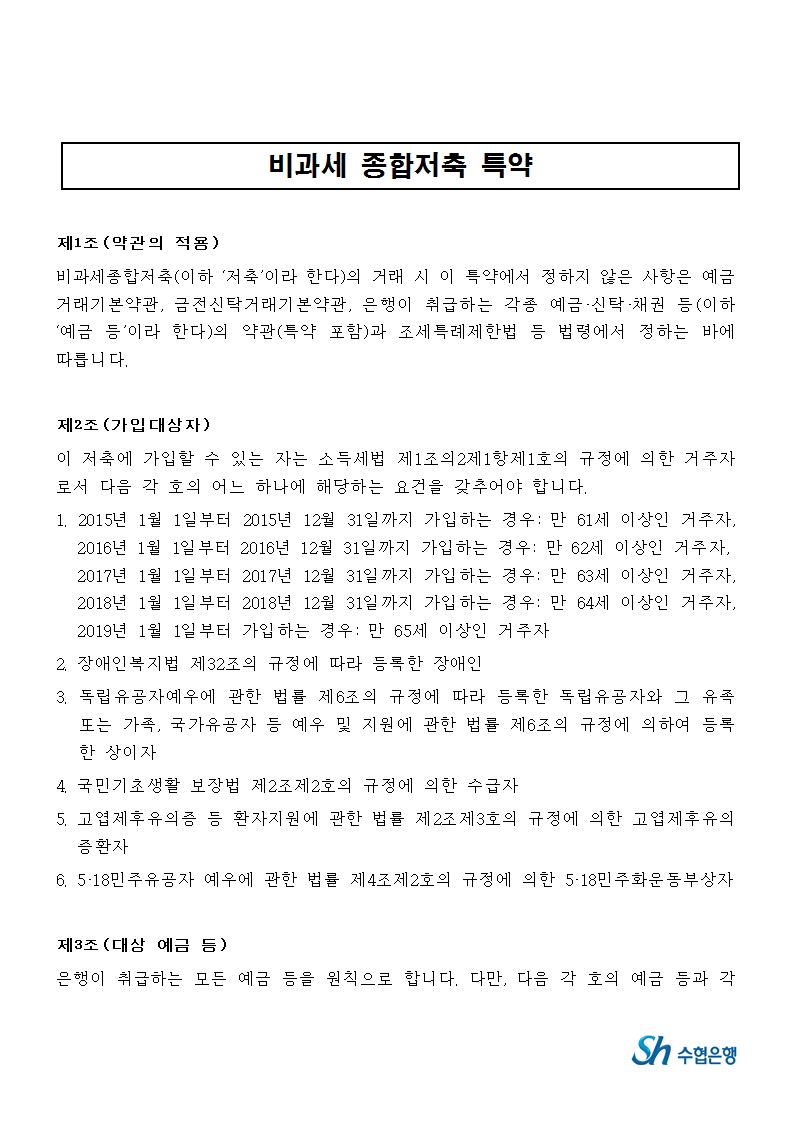 비과세 종합저축 특약
제1조(약관의 적용)
비과세종합저축(이하 ‘저축’이라 한다)의 거래 시 이 특약에서 정하지 않은 사항은 예금
거래기본약관, 금전신탁거래기본약관, 은행이 취급하는 각종 예금·신탁·채권 등(이하
‘예금 등’이라 한다)의 약관(특약 포함)과 조세특례제한법 등 법령에서 정하는 바에
따릅니다.
제2조(가입대상자)
이 저축에 가입할 수 있는 자는 소득세법 제1조의2제1항제1호의 규정에 의한 거주자
로서 다음 각 호의 어느 하나에 해당하는 요건을 갖추어야 합니다.
1. 2015년 1월 1일부터 2015년 12월 31일까지 가입하는 경우: 만 61세 이상인 거주자,
2016년 1월 1일부터 2016년 12월 31일까지 가입하는 경우: 만 62세 이상인 거주자,
2017년 1월 1일부터 2017년 12월 31일까지 가입하는 경우: 만 63세 이상인 거주자,
2018년 1월 1일부터 2018년 12월 31일까지 가입하는 경우: 만 64세 이상인 거주자,
2019년 1월 1일부터 가입하는 경우: 만 65세 이상인 거주자
2. 장애인복지법 제32조의 규정에 따라 등록한 장애인
3. 독립유공자예우에 관한 법률 제6조의 규정에 따라 등록한 독립유공자와 그 유족
또는 가족, 국가유공자 등 예우 및 지원에 관한 법률 제6조의 규정에 의하여 등록
한 상이자
4. 국민기초생활 보장법 제2조제2호의 규정에 의한 수급자
5. 고엽제후유의증 등 환자지원에 관한 법률 제2조제3호의 규정에 의한 고엽제후유의
증환자
6. 5·18민주유공자 예우에 관한 법률 제4조제2호의 규정에 의한 5·18민주화운동부상자
제3조(대상 예금 등)
은행이 취급하는 모든 예금 등을 원칙으로 합니다. 다만, 다음 각 호의 예금 등과 각
Sh 수협은행